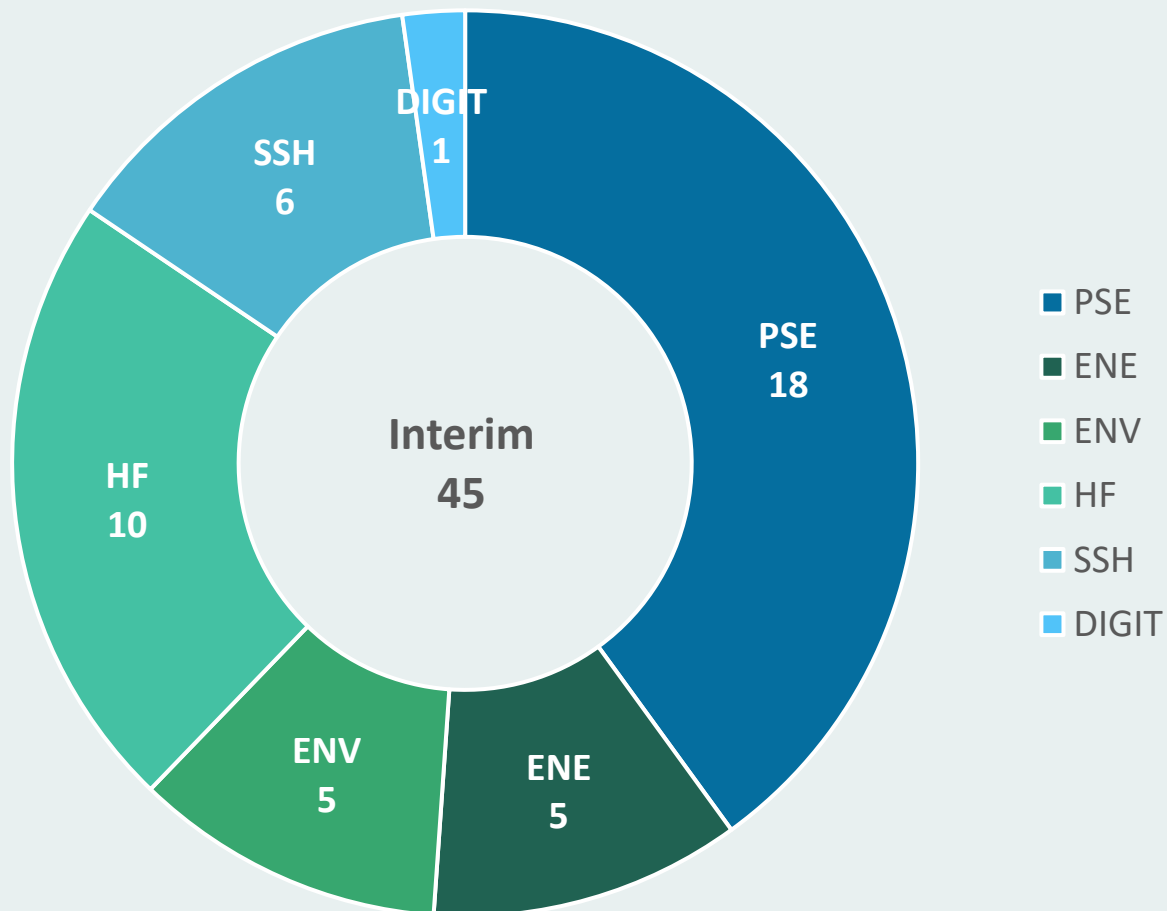 DIGIT
1
SSH
6
PSE
18
Interim
45
HF
10
ENV
5
ENE
5
PSE
ENE
ENV
HF
SSH
DIGIT